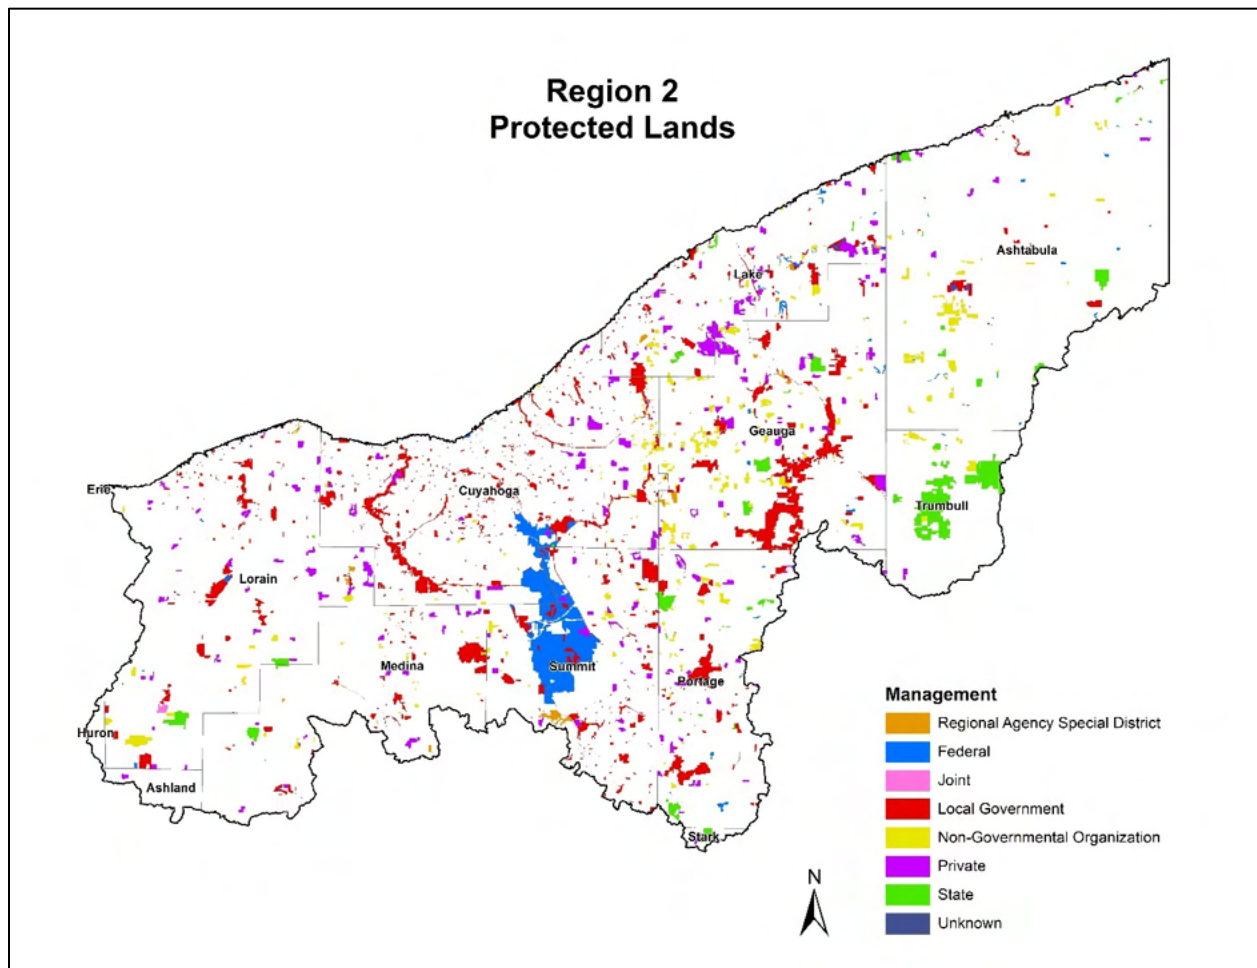 Region 2
Protected Lands
Ashtabula
Lake
Geauga
Erie
Cuyahoga
Trumbull
Lorain
Medina
Summit
Portage
Huron
Ashland
Stark
N
Management
Regional Agency Special District
Federal
Joint
Local Government
Non-Governmental Organization
Private
State
Unknown